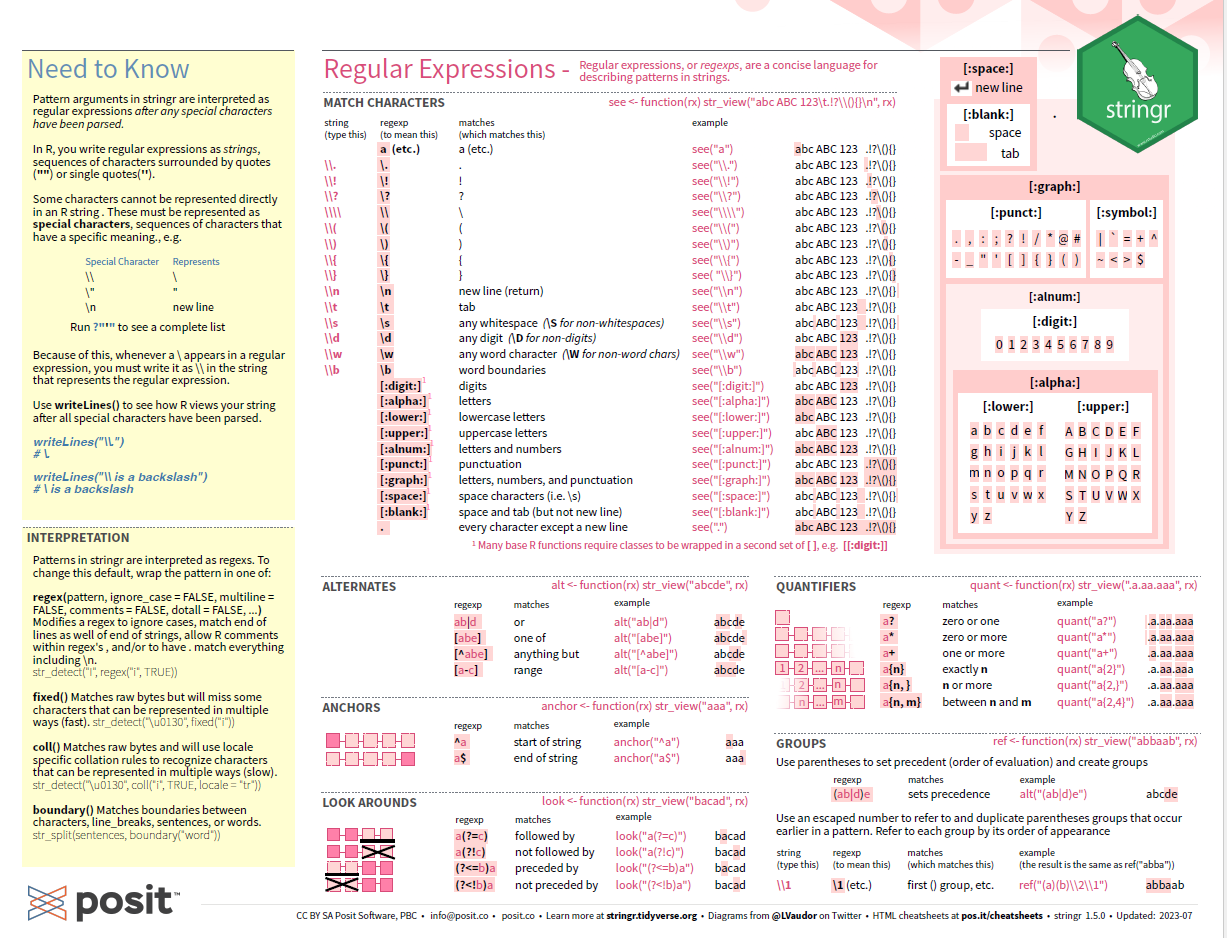 Need to Know
Pattern arguments in stringr are interpreted as
regular expressions after any special characters
have been parsed.
In R, you write regular expressions as strings,
sequences of characters surrounded by quotes
("") or single quotes('').
Some characters cannot be represented directly
in an R string . These must be represented as
special characters, sequences of characters that
have a specific meaning., e.g.
Special Character Represents
\\ \
\" "
\n new line
Run ?"'" to see a complete list
Because of this, whenever a \ appears in a regular
expression, you must write it as \\ in the string
that represents the regular expression.
Use writeLines() to see how R views your string
after all special characters have been parsed.
writeLines("\\.")
# \.
writeLines("\\ is a backslash")
# \ is a backslash
INTERPRETATION
Patterns in stringr are interpreted as regexs. To
change this default, wrap the pattern in one of:
regex(pattern, ignore_case = FALSE, multiline =
FALSE, comments = FALSE, dotall = FALSE, ...)
Modifies a regex to ignore cases, match end of
lines as well of end of strings, allow R comments
within regex's , and/or to have . match everything
including \n.
str_detect("I", regex("i", TRUE))
fixed() Matches raw bytes but will miss some
characters that can be represented in multiple
ways (fast). str_detect("\u0130", fixed("i"))
coll() Matches raw bytes and will use locale
specific collation rules to recognize characters
that can be represented in multiple ways (slow).
str_detect("\u0130", coll("i", TRUE, locale = "tr"))
boundary() Matches boundaries between
characters, line_breaks, sentences, or words.
str_split(sentences, boundary("word"))
Regular Expressions - Regular expressions, or regexps, are a concise language for
describing patterns in strings.
MATCH CHARACTERS see <- function(rx) str_view("abc ABC 123\t.!?\\(){}\n", rx)
string regexp matches example
(type this) (to mean this) (which matches this)
a (etc.) a (etc.) see("a") abc ABC 123 .!?\(){}
\\. \. . see("\\.") abc ABC 123 .!?\(){}
\\! \! ! see("\\!") abc ABC 123 .!?\(){}
\\? \? ? see("\\?") abc ABC 123 .!?\(){}
\\\\ \\ \ see("\\\\") abc ABC 123 .!?\(){}
\\( \( ( see("\\(") abc ABC 123 .!?\(){}
\\) \) ) see("\\)") abc ABC 123 .!?\(){}
\\{ \{ { see("\\{") abc ABC 123 .!?\(){}
\\} \} } see( "\\}") abc ABC 123 .!?\(){}
\\n \n new line (return) see("\\n") abc ABC 123 .!?\(){}
\\t \t tab see("\\t") abc ABC 123 .!?\(){}
\\s \s any whitespace (\S for non-whitespaces) see("\\s") abc ABC 123 .!?\(){}
\\d \d any digit (\D for non-digits) see("\\d") abc ABC 123 .!?\(){}
\\w \w any word character (\W for non-word chars) see("\\w") abc ABC 123 .!?\(){}
\\b \b word boundaries see("\\b") abc ABC 123 .!?\(){}
[:digit:]1 digits see("[:digit:]") abc ABC 123 .!?\(){}
[:alpha:]1 letters see("[:alpha:]") abc ABC 123 .!?\(){}
[:lower:]1 lowercase letters see("[:lower:]") abc ABC 123 .!?\(){}
[:upper:]1 uppercase letters see("[:upper:]") abc ABC 123 .!?\(){}
[:alnum:]1 letters and numbers see("[:alnum:]") abc ABC 123 .!?\(){}
[:punct:]1 punctuation see("[:punct:]") abc ABC 123 .!?\(){}
[:graph:]1 letters, numbers, and punctuation see("[:graph:]") abc ABC 123 .!?\(){}
[:space:]1 space characters (i.e. \s) see("[:space:]") abc ABC 123 .!?\(){}
[:blank:]1 space and tab (but not new line) see("[:blank:]") abc ABC 123 .!?\(){}
. every character except a new line see(".") abc ABC 123 .!?\(){}
1 Many base R functions require classes to be wrapped in a second set of [ ], e.g. [[:digit:]]
[:space:]
new line
[:blank:]
space
tab
.
stringr
[:graph:]
[:punct:]
. , : ; ? ! / * @ #
- _ " ' [ ] { } ( )
[:symbol:]
| ` = + ^
~ < > $
[:alnum:]
[:digit:]
0 1 2 3 4 5 6 7 8 9
[:alpha:]
[:lower:]
a b c d e f
g h i j k l
m n o p q r
s t u v w x
y z
[:upper:]
A B C D E F
G H I J K L
M N O P Q R
S T U V W X
Y Z
ALTERNATES alt <- function(rx) str_view("abcde", rx)
regexp matches example
ab|d or alt("ab|d") abcde
[abe] one of alt("[abe]") abcde
[^abe] anything but alt("[^abe]") abcde
[a-c] range alt("[a-c]") abcde
ANCHORS anchor <- function(rx) str_view("aaa", rx)
regexp matches example
^a start of string anchor("^a") aaa
a$ end of string anchor("a$") aaa
LOOK AROUNDS look <- function(rx) str_view("bacad", rx)
regexp matches example
a(?=c) followed by look("a(?=c)") bacad
a(?!c) not followed by look("a(?!c)") bacad
(?<=b)a preceded by look("(?<=b)a") bacad
(?<!b)a not preceded by look("(?<!b)a") bacad
QUANTIFIERS quant <- function(rx) str_view(".a.aa.aaa", rx)
regexp matches example
a? zero or one quant("a?") .a.aa.aaa
a* zero or more quant("a*") .a.aa.aaa
a+ one or more quant("a+") .a.aa.aaa
1 2 ... n a{n} exactly n quant("a{2}") .a.aa.aaa
2 ... n a{n, } n or more quant("a{2,}") .a.aa.aaa
n ... m a{n, m} between n and m quant("a{2,4}") .a.aa.aaa
GROUPS ref <- function(rx) str_view("abbaab", rx)
Use parentheses to set precedent (order of evaluation) and create groups
regexp matches example
(ab|d)e sets precedence alt("(ab|d)e") abcde
Use an escaped number to refer to and duplicate parentheses groups that occur
earlier in a pattern. Refer to each group by its order of appearance
string regexp matches example
(type this) (to mean this) (which matches this) (the result is the same as ref("abba"))
\\1 \1 (etc.) first () group, etc. ref("(a)(b)\\2\\1") abbaab
posit™
CC BY SA Posit Software, PBC • info@posit.co • posit.co • Learn more at stringr.tidyverse.org • Diagrams from @LVaudor on Twitter • HTML cheatsheets at pos.it/cheatsheets • stringr 1.5.0 • Updated: 2023-07